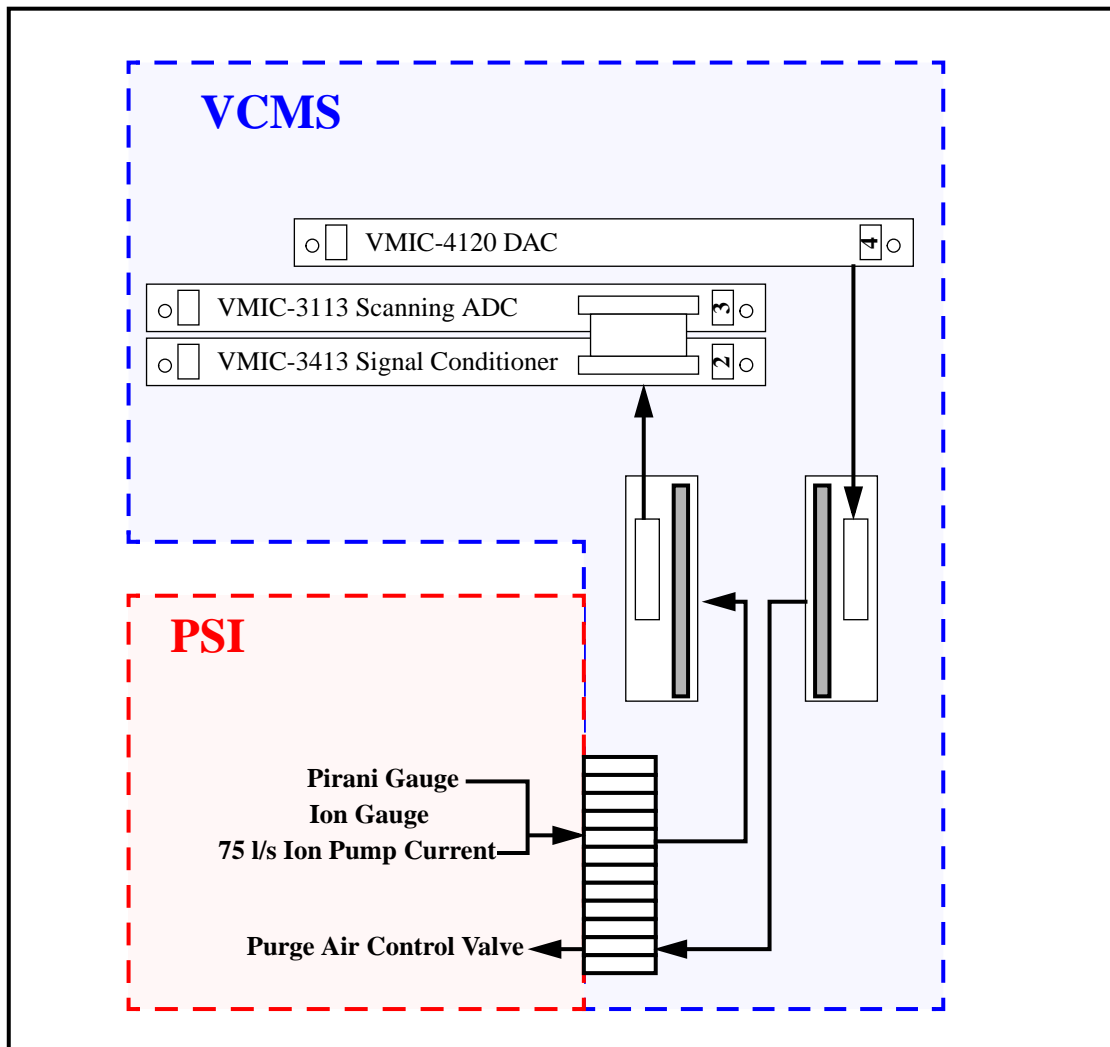 VCMS
VMIC-4120 DAC
4
VMIC-3113 Scanning ADC
3
VMIC-3413 Signal Conditioner
2
PSI
Pirani Gauge
Ion Gauge
75 l/s Ion Pump Current
Purge Air Control Valve